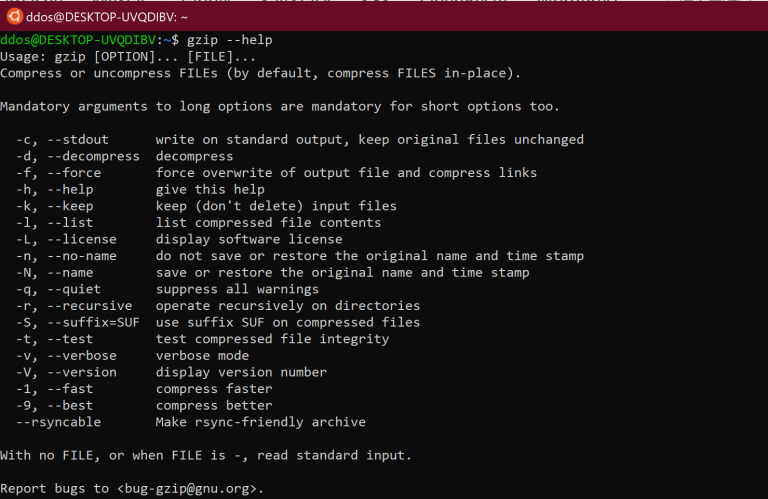 ddos@DESKTOP-UVQDIBV: ~
ddos@DESKTOP-UVQDIBV:~$ gzip --help
Usage: gzip [OPTION]... [FILE]...
Compress or uncompress FILEs (by default, compress FILES in-place).

Mandatory arguments to long options are mandatory for short options too.

  -c, --stdout      write on standard output, keep original files unchanged
  -d, --decompress  decompress
  -f, --force       force overwrite of output file and compress links
  -h, --help        give this help
  -k, --keep        keep (don't delete) input files
  -l, --list        list compressed file contents
  -L, --license     display software license
  -n, --no-name     do not save or restore the original name and time stamp
  -N, --name        save or restore the original name and time stamp
  -q, --quiet       suppress all warnings
  -r, --recursive   operate recursively on directories
  -S, --suffix=SUF  use suffix SUF on compressed files
  -t, --test        test compressed file integrity
  -v, --verbose     verbose mode
  -V, --version     display version number
  -1, --fast        compress faster
  -9, --best        compress better
  --rsyncable       Make rsync-friendly archive

With no FILE, or when FILE is -, read standard input.

Report bugs to <bug-gzip@gnu.org>.